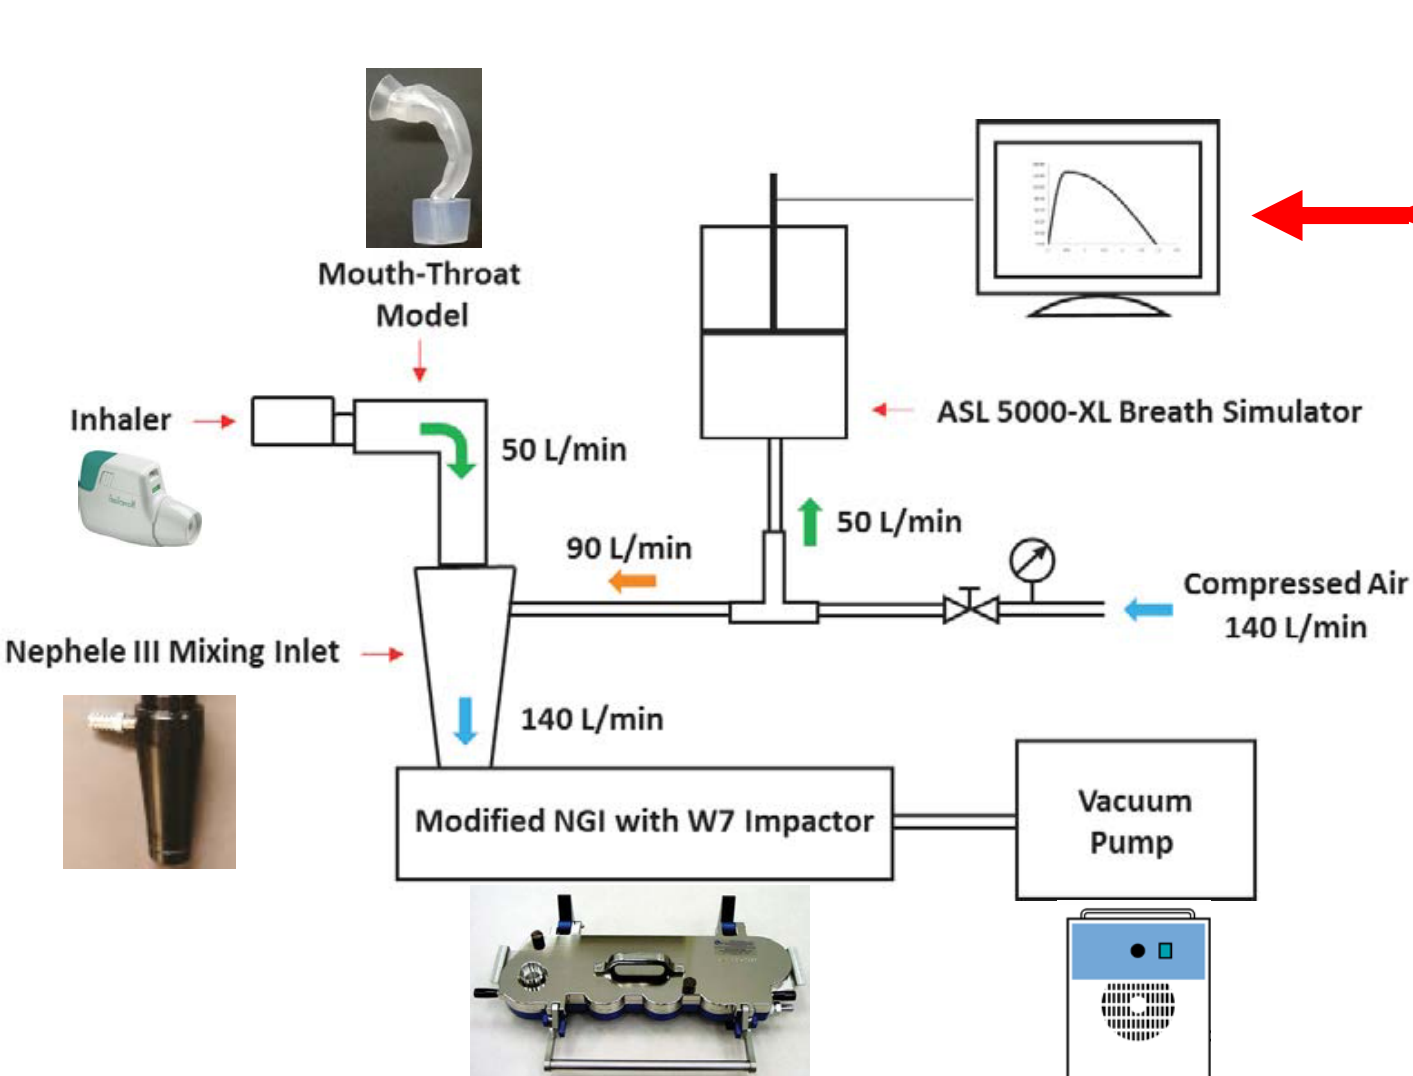 Mouth-Throat
Model
Inhaler
50 L/min
ASL 5000-XL Breath Simulator
50 L/min
90 L/min
Compressed Air
140 L/min
Nephele III Mixing Inlet
140 L/min
Modified NGI with W7 Impactor
Vacuum
Pump